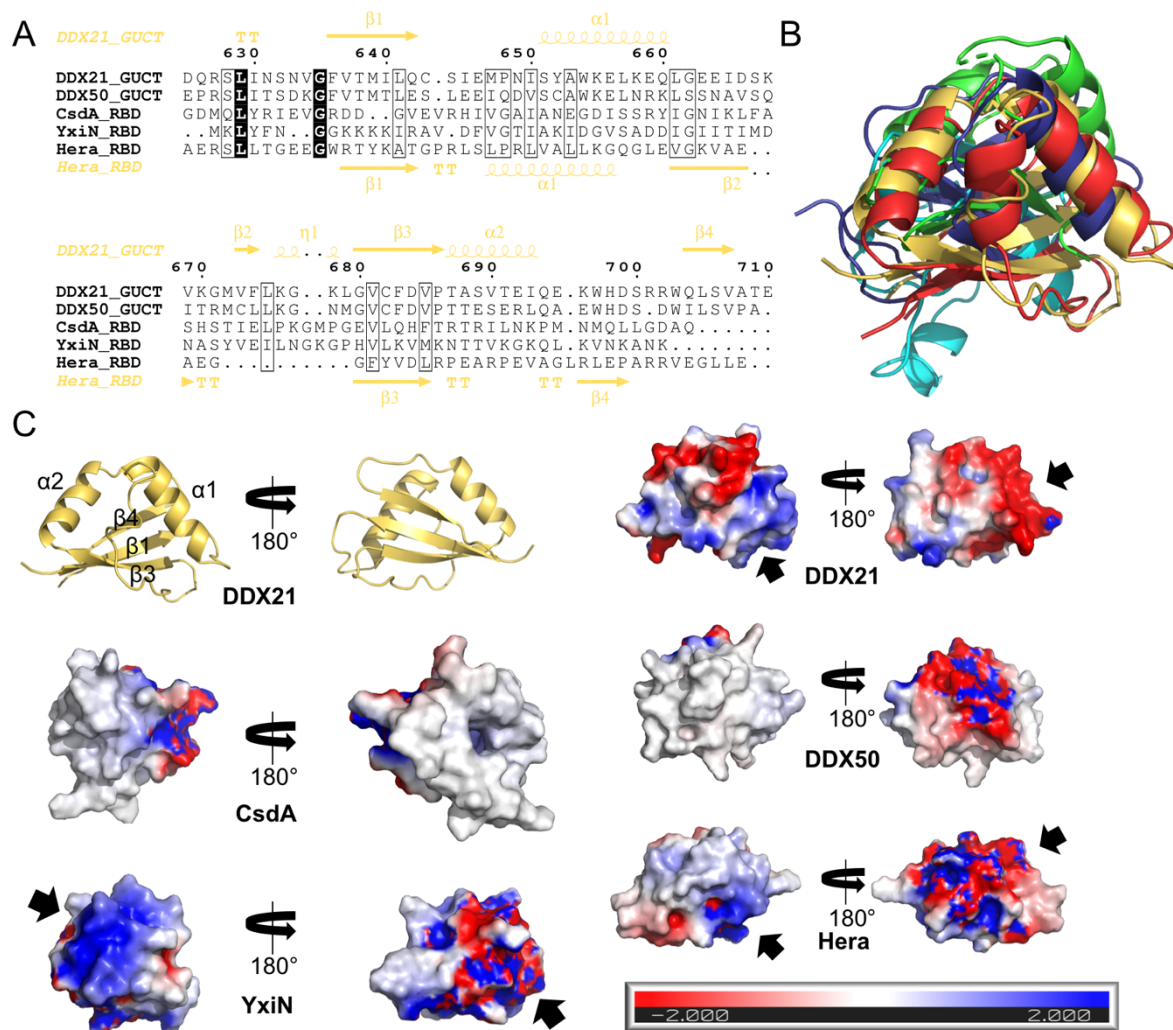 A
DDX21_GUCT TT β1 α1
630 640 650 660
DDX21_GUCT DQRSLINSNVGFVTMILQC.SIEMPNISYAWKELKEQLGEEIDSK
DDX50_GUCT EPRSLITSDKGFVTMTLES.LEEIQDVSCAWKELNRKLSSNAVSQ
CsdA_RBD GDMQLYRIEVGRDD.GVEVRHIVGAIANEGDISSRYIGNIKLFA
YxiN_RBD ..MKLYFN.GGKKKKIRAV.DFVGTIAKIDGVSADDIGIITIMD
Hera_RBD AERSLLTGEEGWRTYKATGPRLSLPRLVALLKGQGLEVGKVAE..
Hera_RBD β1 TT α1 β2
DDX21_GUCT β2 η1 β3 α2 β4
670 680 690 700 710
DDX21_GUCT VKGMVFLKG..KLGVCFDVPTASVTEIQE.KWHDSRRWQLSVATE
DDX50_GUCT ITRMCLLKG..NMGVCFDVPTTESERLQA.EWHDS.DWILSVPA.
CsdA_RBD SHSTIELPKGMPGEVLQHFTRTRILNKPM.NMQLLGDAQ......
YxiN_RBD NASYVEILNGKGPHVLKVMKNTTVKGKQL.KVNKANK........
Hera_RBD AEG........GFYVDLRPEARPEVAGLRLEPARRVEGLLE..
Hera_RBD TT β3 TT TT β4
B
C
α2 α1
β4
β1
β3
180°
DDX21
180°
DDX21
180°
CsdA
180°
DDX50
180°
YxiN
180°
Hera
-2.000 2.000